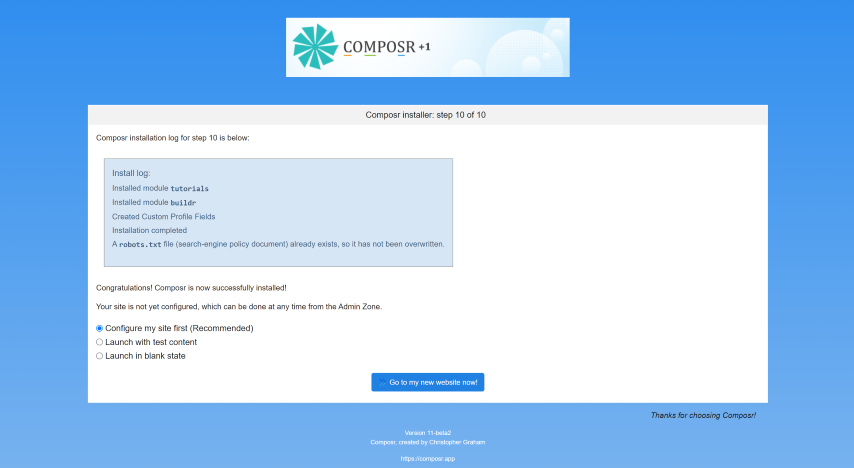 COMPOSR +1
Composr installer: step 10 of 10
Composr installation log for step 10 is below:
Install log:
Installed module tutorials
Installed module buildr
Created Custom Profile Fields
Installation completed
A robots.txt file (search-engine policy document) already exists, so it has not been overwritten.
Congratulations! Composr is now successfully installed!
Your site is not yet configured, which can be done at any time from the Admin Zone.
Configure my site first (Recommended)
Launch with test content
Launch in blank state
Go to my new website now!
Thanks for choosing Composr!
Version 11-beta2
Composr, created by Christopher Graham
https://composr.app